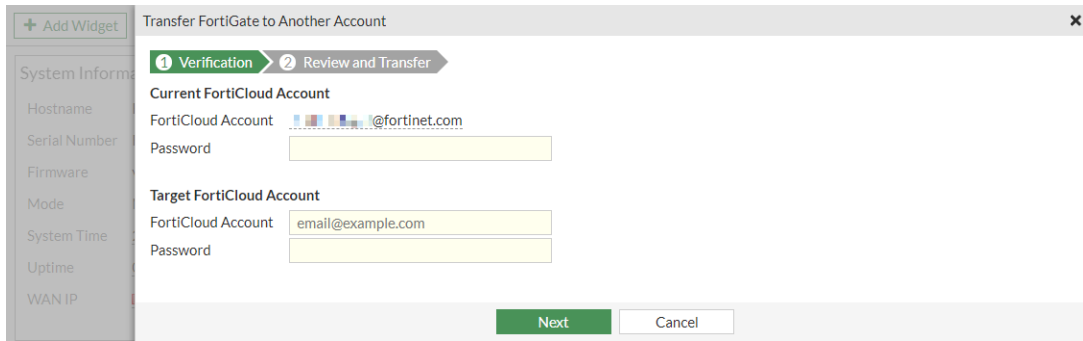 + Add Widget
Transfer FortiGate to Another Account
1 Verification 2 Review and Transfer
System Informa
Current FortiCloud Account
Hostname
FortiCloud Account @fortinet.com
Serial Number
Password
Firmware
Mode
Target FortiCloud Account
FortiCloud Account email@example.com
System Time
Password
Uptime
WAN IP
Next Cancel